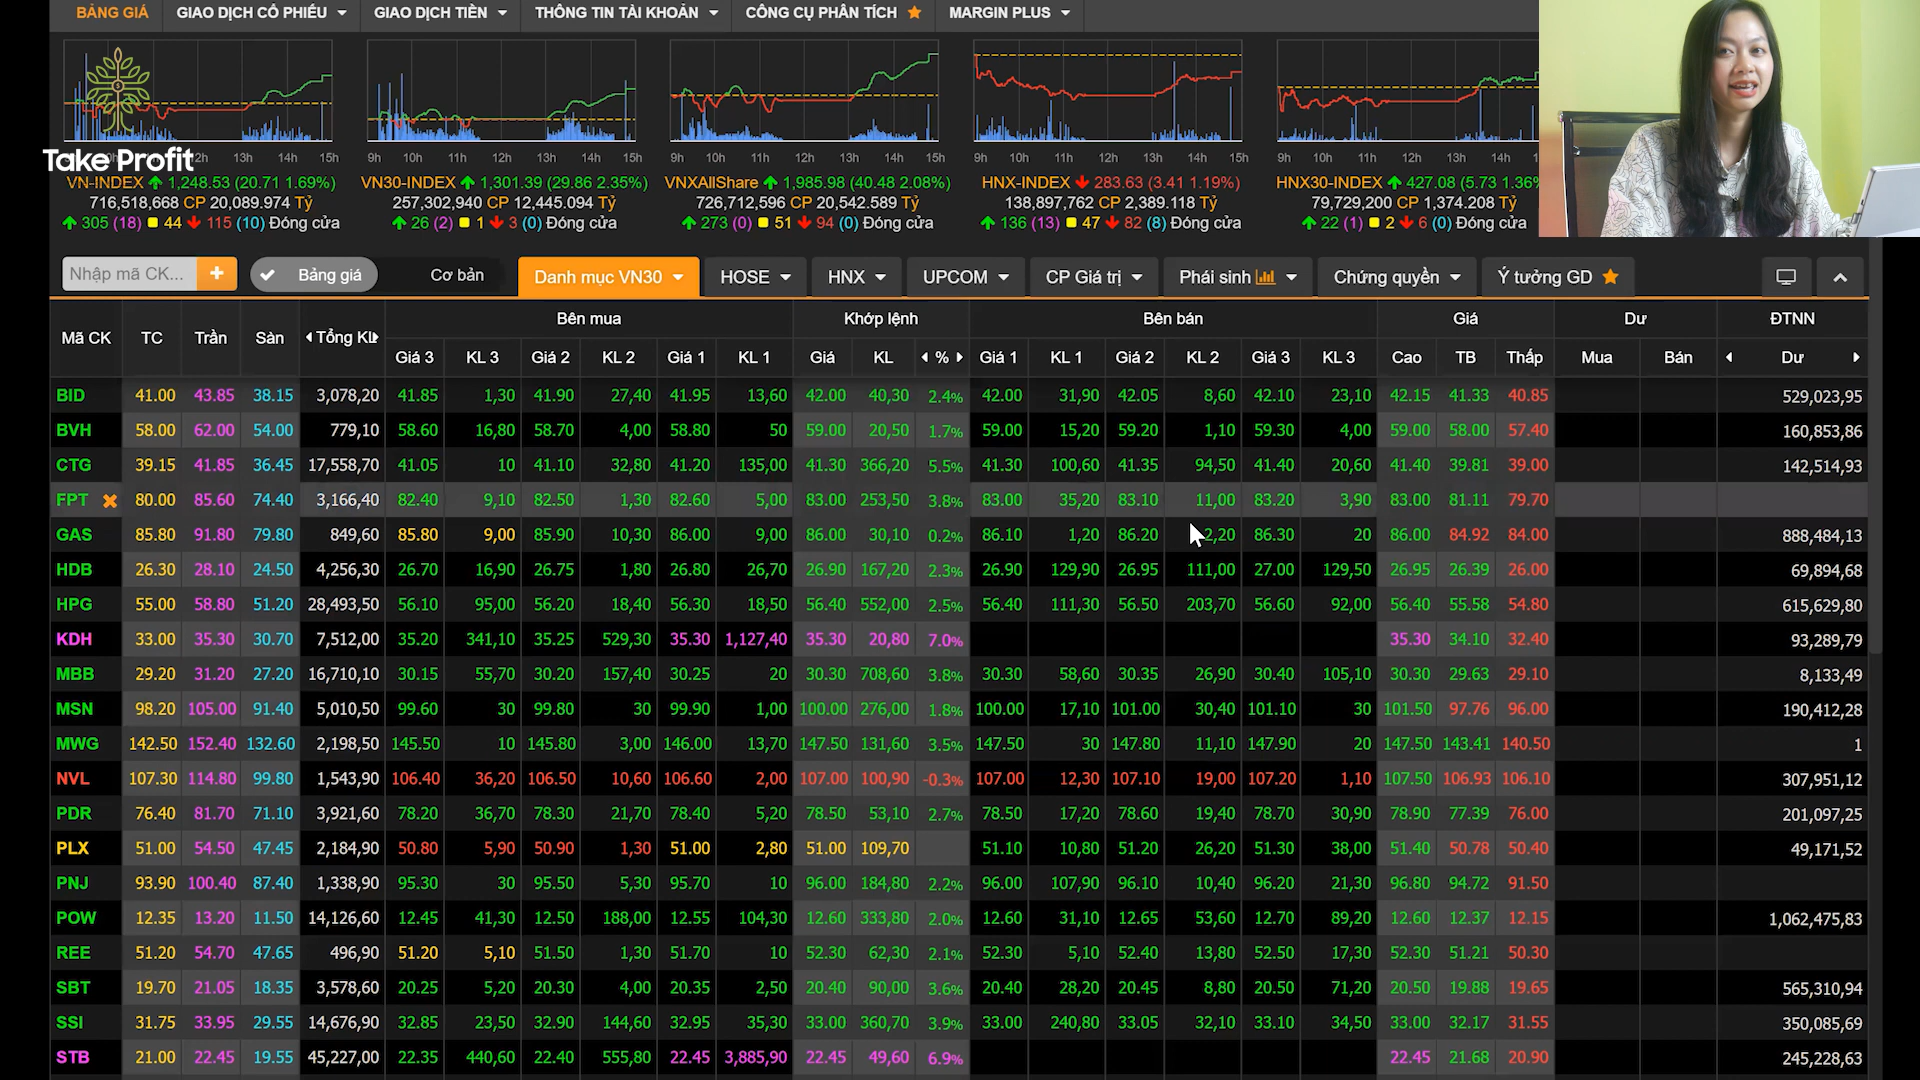 BẢNG GIÁ GIAO DỊCH CỔ PHIẾU GIAO DỊCH TIỀN THÔNG TIN TÀI KHOẢN CÔNG CỤ PHÂN TÍCH MARGIN PLUS
Take Profit
12h 13h 14h 15h 9h 10h 11h 12h 13h 14h 15h 9h 10h 11h 12h 13h 14h 15h 9h 10h 11h 12h 13h 14h 15h 9h 10h 11h 12h 13h 14h
VN-INDEX 1,248.53 (20.71 1.69%) VN30-INDEX 1,301.39 (29.86 2.35%) VNXAllShare 1,985.98 (40.48 2.08%) HNX-INDEX 283.63 (3.41 1.19%) HNX30-INDEX 427.08 (5.73 1.36%
716,518,668 CP 20,089.974 Tỷ 257,302,940 CP 12,445.094 Tỷ 726,712,596 CP 20,542.589 Tỷ 138,897,762 CP 2,389.118 Tỷ 79,729,200 CP 1,374.208 Tỷ
305 (18) 44 115 (10) Đóng cửa 26 (2) 1 3 (0) Đóng cửa 273 (0) 51 94 (0) Đóng cửa 136 (13) 47 82 (8) Đóng cửa 22 (1) 2 6 (0) Đóng cửa
Nhập mã CK... + Bảng giá Cơ bản Danh mục VN30 HOSE HNX UPCOM CP Giá trị Phái sinh Chứng quyền Ý tưởng GD
Mã CK TC Trần Sàn Tổng KL Bên mua Khớp lệnh Bên bán Giá Dư ĐTNN
Giá 3 KL 3 Giá 2 KL 2 Giá 1 KL 1 Giá KL % Giá 1 KL 1 Giá 2 KL 2 Giá 3 KL 3 Cao TB Thấp Mua Bán Dư
BID 41.00 43.85 38.15 3,078,20 41.85 1,30 41.90 27,40 41.95 13,60 42.00 40,30 2.4% 42.00 31,90 42.05 8,60 42.10 23,10 42.15 41.33 40.85 529,023,95
BVH 58.00 62.00 54.00 779,10 58.60 16,80 58.70 4,00 58.80 50 59.00 20,50 1.7% 59.00 15,20 59.20 1,10 59.30 4,00 59.00 58.00 57.40 160,853,86
CTG 39.15 41.85 36.45 17,558,70 41.05 10 41.10 32,80 41.20 135,00 41.30 366,20 5.5% 41.30 100,60 41.35 94,50 41.40 20,60 41.40 39.81 39.00 142,514,93
FPT 80.00 85.60 74.40 3,166,40 82.40 9,10 82.50 1,30 82.60 5,00 83.00 253,50 3.8% 83.00 35,20 83.10 11,00 83.20 3,90 83.00 81.11 79.70
GAS 85.80 91.80 79.80 849,60 85.80 9,00 85.90 10,30 86.00 9,00 86.00 30,10 0.2% 86.10 1,20 86.20 2,20 86.30 20 86.00 84.92 84.00 888,484,13
HDB 26.30 28.10 24.50 4,256,30 26.70 16,90 26.75 1,80 26.80 26,70 26.90 167,20 2.3% 26.90 129,90 26.95 111,00 27.00 129,50 26.95 26.39 26.00 69,894,68
HPG 55.00 58.80 51.20 28,493,50 56.10 95,00 56.20 18,40 56.30 18,50 56.40 552,00 2.5% 56.40 111,30 56.50 203,70 56.60 92,00 56.40 55.58 54.80 615,629,80
KDH 33.00 35.30 30.70 7,512,00 35.20 341,10 35.25 529,30 35.30 1,127,40 35.30 20,80 7.0% 35.30 34.10 32.40 93,289,79
MBB 29.20 31.20 27.20 16,710,10 30.15 55,70 30.20 157,40 30.25 20 30.30 708,60 3.8% 30.30 58,60 30.35 26,90 30.40 105,10 30.30 29.63 29.10 8,133,49
MSN 98.20 105.00 91.40 5,010,50 99.60 30 99.80 30 99.90 1,00 100.00 276,00 1.8% 100.00 17,10 101.00 30,40 101.10 30 101.50 97.76 96.00 190,412,28
MWG 142.50 152.40 132.60 2,198,50 145.50 10 145.80 3,00 146.00 13,70 147.50 131,60 3.5% 147.50 30 147.80 11,10 147.90 20 147.50 143.41 140.50 1
NVL 107.30 114.80 99.80 1,543,90 106.40 36,20 106.50 10,60 106.60 2,00 107.00 100,90 -0.3% 107.00 12,30 107.10 19,00 107.20 1,10 107.50 106.93 106.10 307,951,12
PDR 76.40 81.70 71.10 3,921,60 78.20 36,70 78.30 21,70 78.40 5,20 78.50 53,10 2.7% 78.50 17,20 78.60 19,40 78.70 30,90 78.90 77.39 76.00 201,097,25
PLX 51.00 54.50 47.45 2,184,90 50.80 5,90 50.90 1,30 51.00 2,80 51.00 109,70 51.10 10,80 51.20 26,20 51.30 38,00 51.40 50.78 50.40 49,171,52
PNJ 93.90 100.40 87.40 1,338,90 95.30 30 95.50 5,30 95.70 10 96.00 184,80 2.2% 96.00 107,90 96.10 10,40 96.20 21,30 96.80 94.72 91.50
POW 12.35 13.20 11.50 14,126,60 12.45 41,30 12.50 188,00 12.55 104,30 12.60 333,80 2.0% 12.60 31,10 12.65 53,60 12.70 89,20 12.60 12.37 12.15 1,062,475,83
REE 51.20 54.70 47.65 496,90 51.20 5,10 51.50 1,30 51.70 10 52.30 62,30 2.1% 52.30 5,10 52.40 13,80 52.50 17,30 52.30 51.21 50.30
SBT 19.70 21.05 18.35 3,578,60 20.25 5,20 20.30 4,00 20.35 2,50 20.40 90,00 3.6% 20.40 28,20 20.45 8,80 20.50 71,20 20.50 19.88 19.65 565,310,94
SSI 31.75 33.95 29.55 14,676,90 32.85 23,50 32.90 144,60 32.95 35,30 33.00 360,70 3.9% 33.00 240,80 33.05 32,10 33.10 34,50 33.00 32.17 31.55 350,085,69
STB 21.00 22.45 19.55 45,227,00 22.35 440,60 22.40 555,80 22.45 3,885,90 22.45 49,60 6.9% 22.45 21.68 20.90 245,228,63